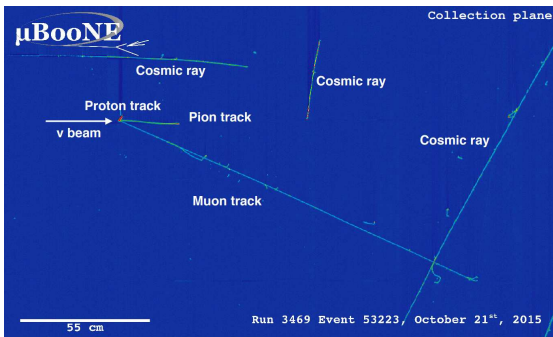 Collection plane
µBooNE
Cosmic ray
Cosmic ray
Proton track
Pion track
ν beam
Cosmic ray
Muon track
Run 3469 Event 53223, October 21st, 2015
55 cm